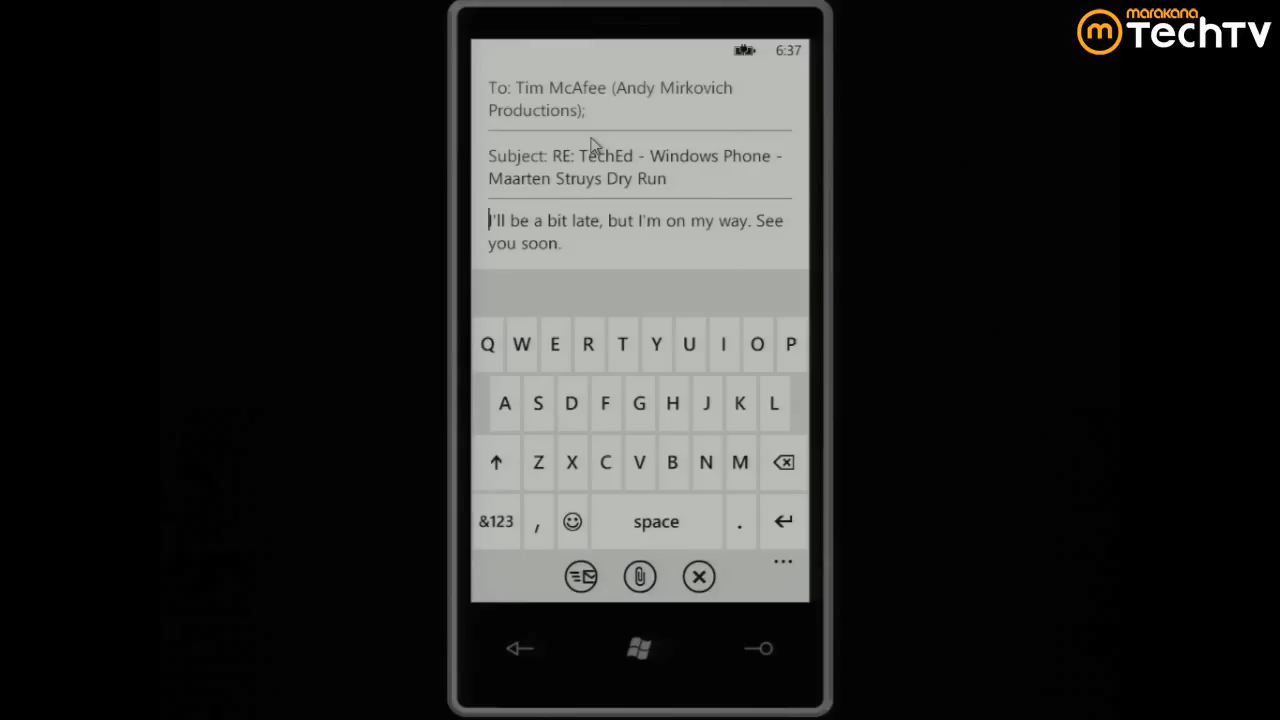 marakana
m TechTV
6:37
To: Tim McAfee (Andy Mirkovich
Productions);
Subject: RE: TechEd - Windows Phone -
Maarten Struys Dry Run
I'll be a bit late, but I'm on my way. See
you soon.
Q W E R T Y U I O P
A S D F G H J K L
Z X C V B N M
&123 , space .